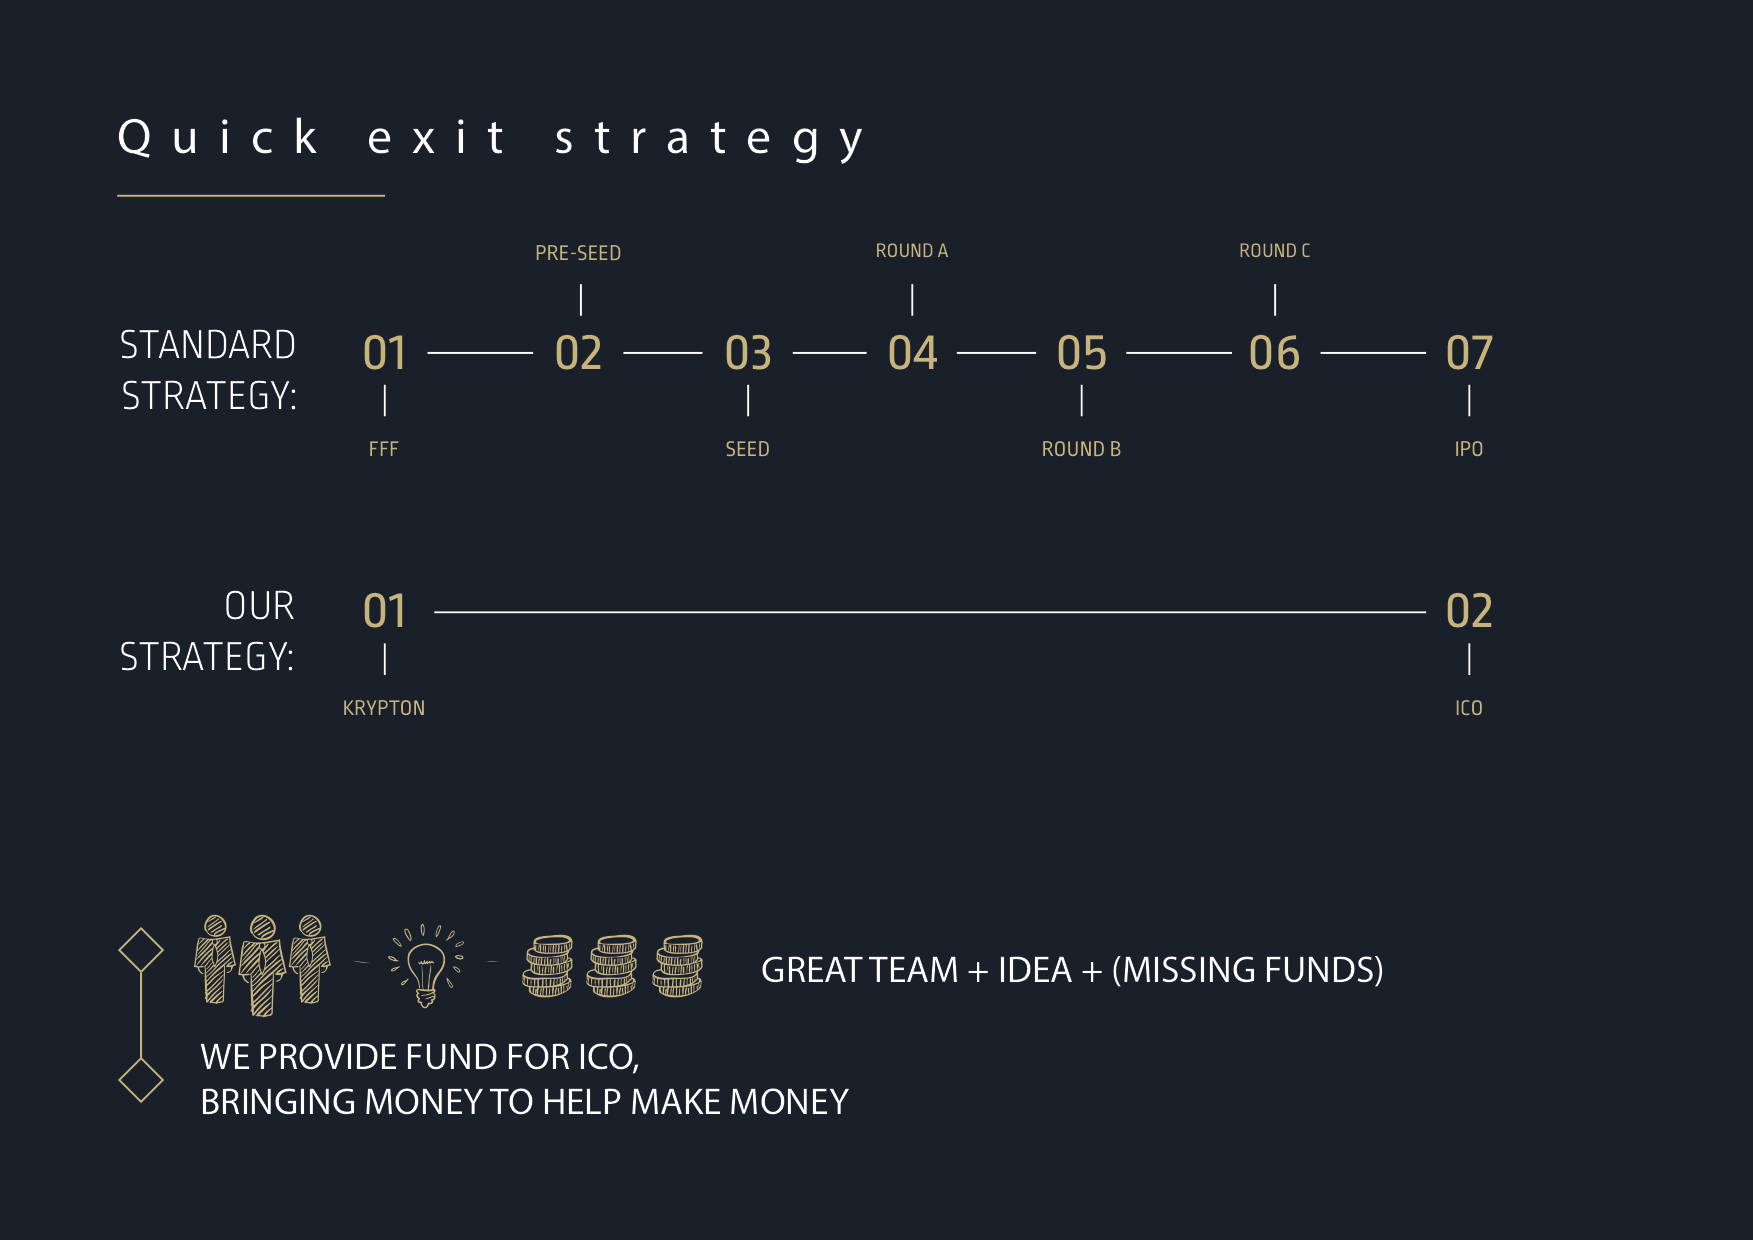 Quick exit strategy
PRE-SEED
ROUND A
ROUND C
STANDARD
STRATEGY:
01
02
03
04
05
06
07
FFF
SEED
ROUND B
IPO
OUR
STRATEGY:
01
02
KRYPTON
ICO
GREAT TEAM + IDEA + (MISSING FUNDS)
WE PROVIDE FUND FOR ICO,
BRINGING MONEY TO HELP MAKE MONEY